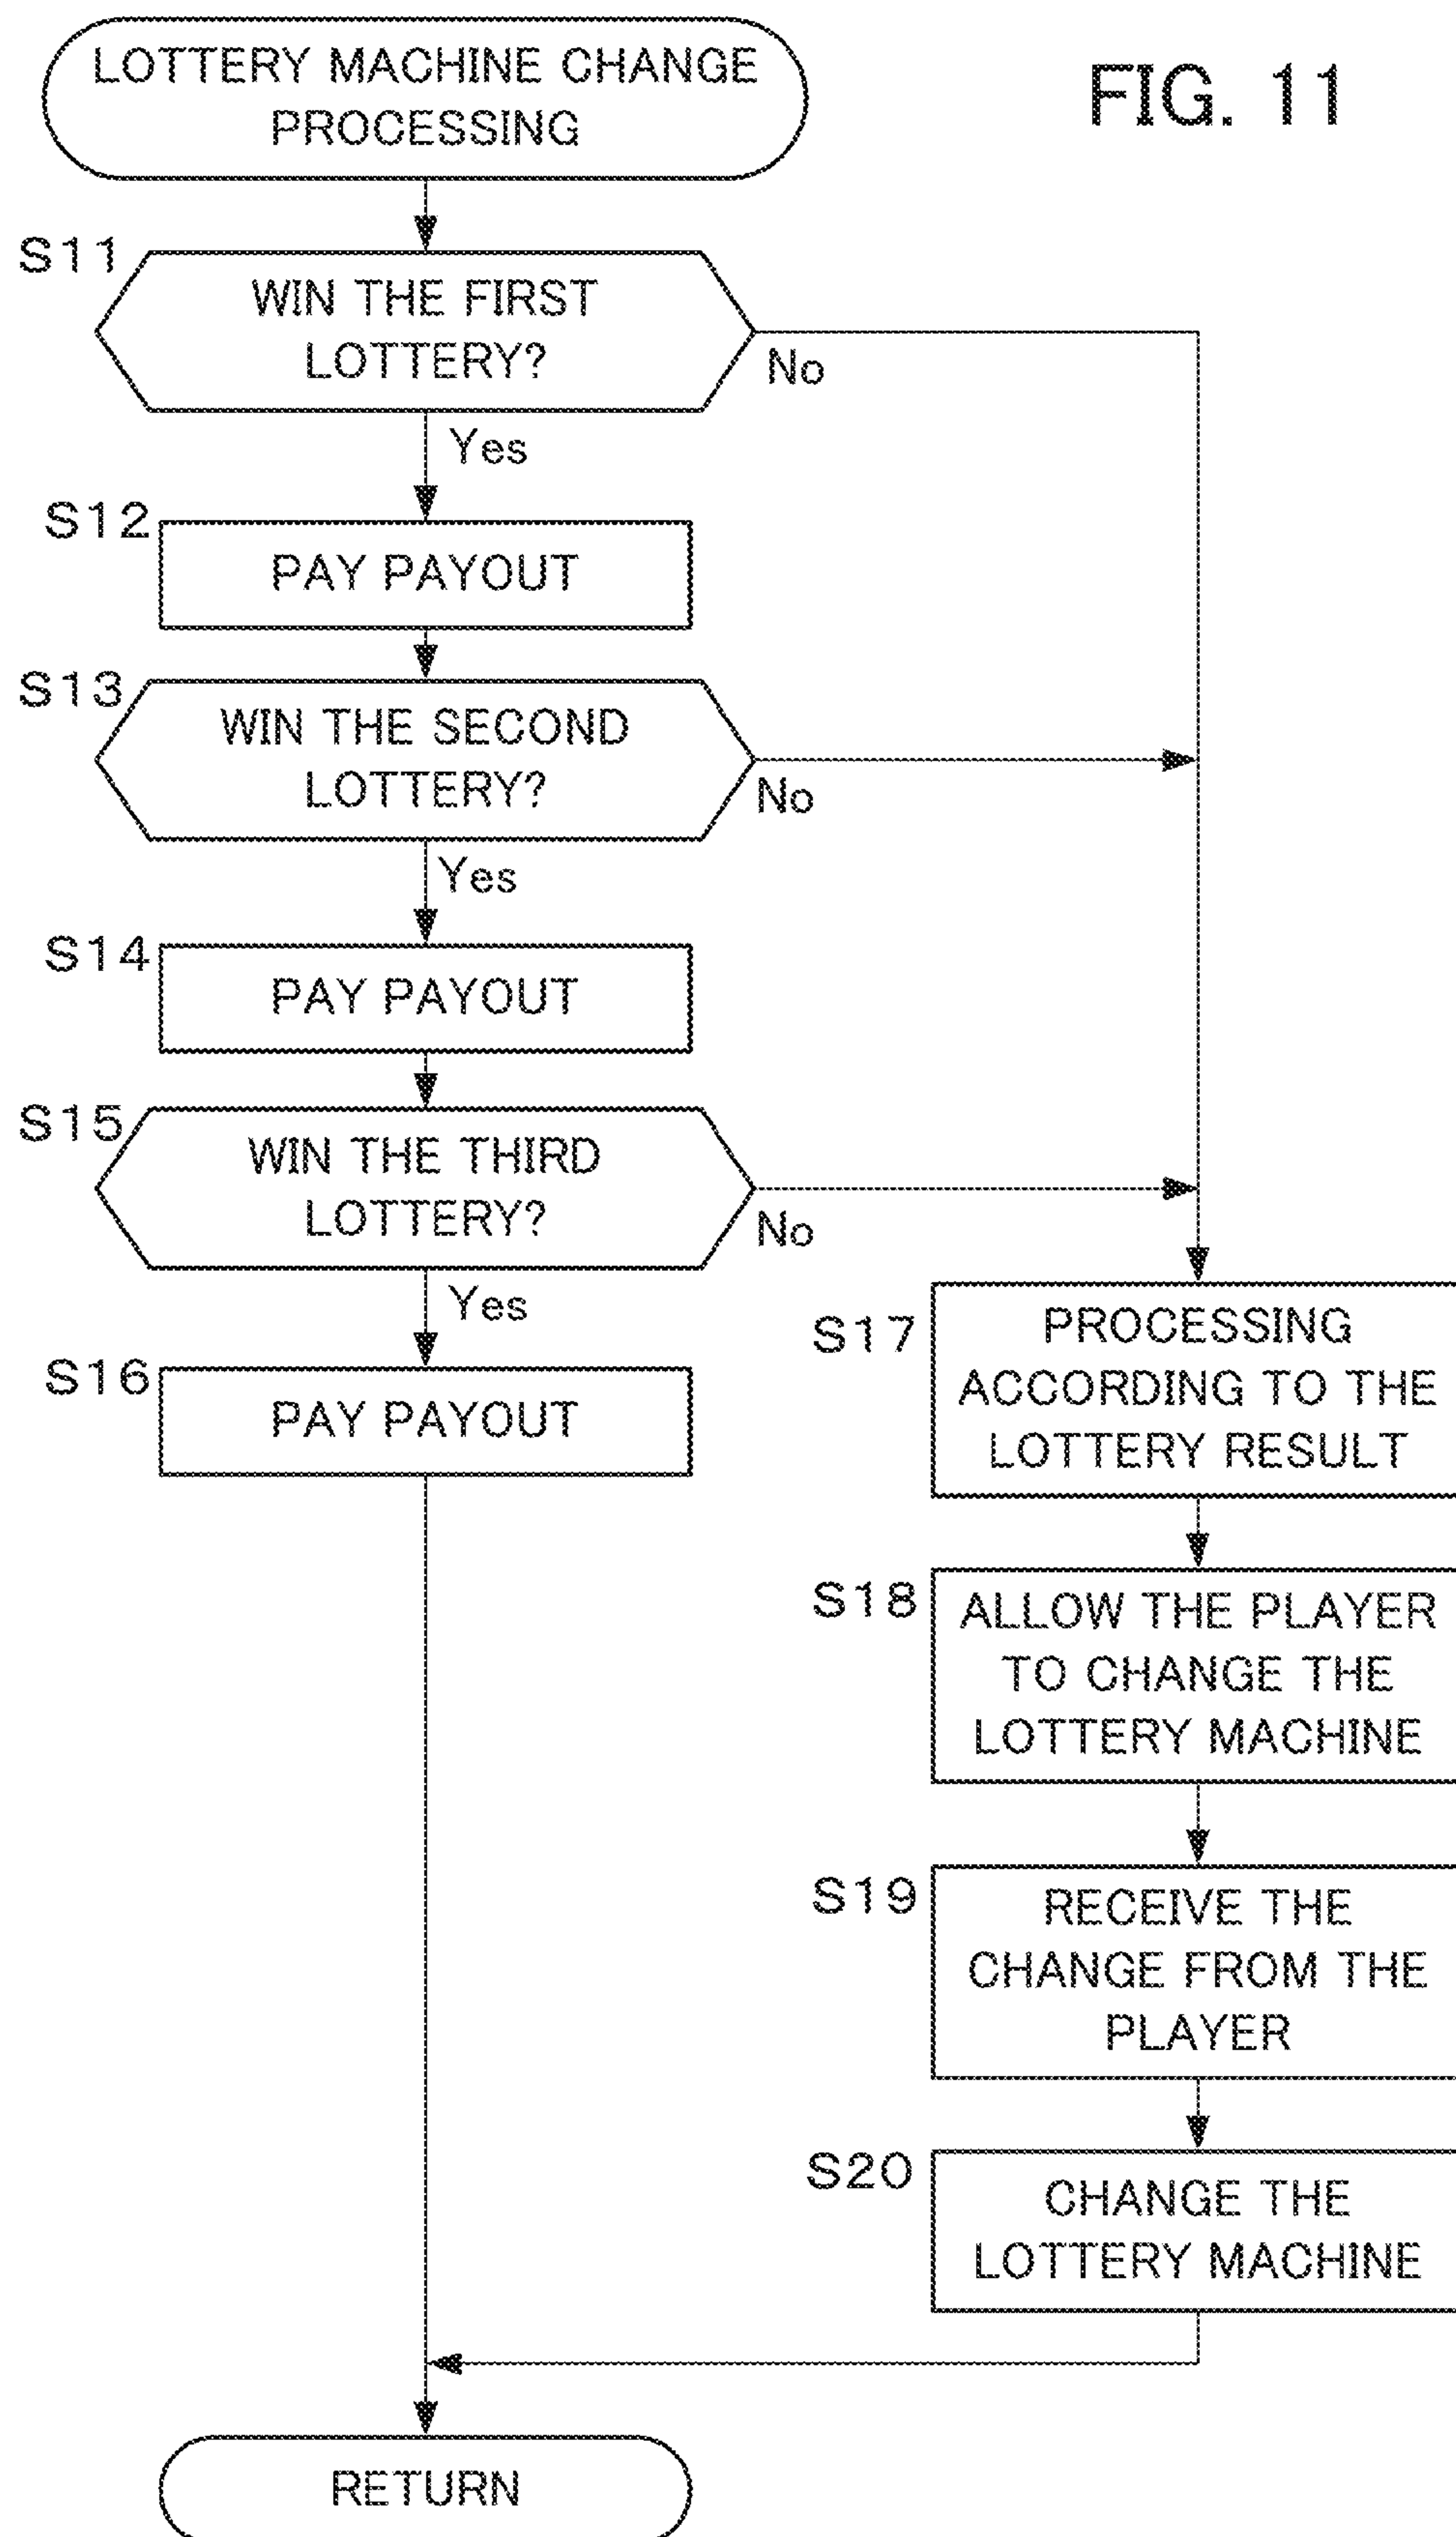 LOTTERY MACHINE CHANGE
PROCESSING
FIG. 11
S11
WIN THE FIRST
LOTTERY?
No
Yes
S12
PAY PAYOUT
S13
WIN THE SECOND
LOTTERY?
No
Yes
S14
PAY PAYOUT
S15
WIN THE THIRD
LOTTERY?
No
Yes
S16
PAY PAYOUT
S17
PROCESSING
ACCORDING TO THE
LOTTERY RESULT
S18
ALLOW THE PLAYER
TO CHANGE THE
LOTTERY MACHINE
S19
RECEIVE THE
CHANGE FROM THE
PLAYER
S20
CHANGE THE
LOTTERY MACHINE
RETURN